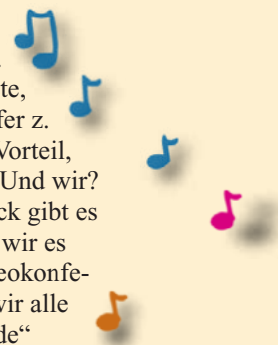 te,
fer z.
Vorteil,
Und wir?
ck gibt es
wir es
eokonfe-
wir alle
de“